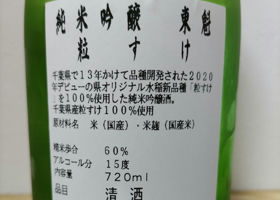 純米吟醸 東魁
粒すけ
千葉県で13年かけて品種開発された2020
年デビューの県オリジナル水稲新品種「粒すけ
」を100%使用した純米吟醸酒。
千葉県産粒すけ100%使用
原材料名 米(国産)・米麹(国産米)
精米歩合 60%
アルコール分 15度
内容量 720ml
品目 清酒